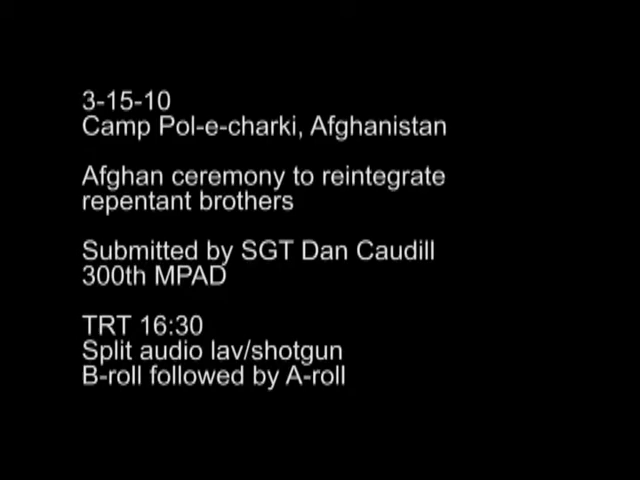 3-15-10
Camp Pol-e-charki, Afghanistan
Afghan ceremony to reintegrate
repentant brothers
Submitted by SGT Dan Caudill
300th MPAD
TRT 16:30
Split audio lav/shotgun
B-roll followed by A-roll